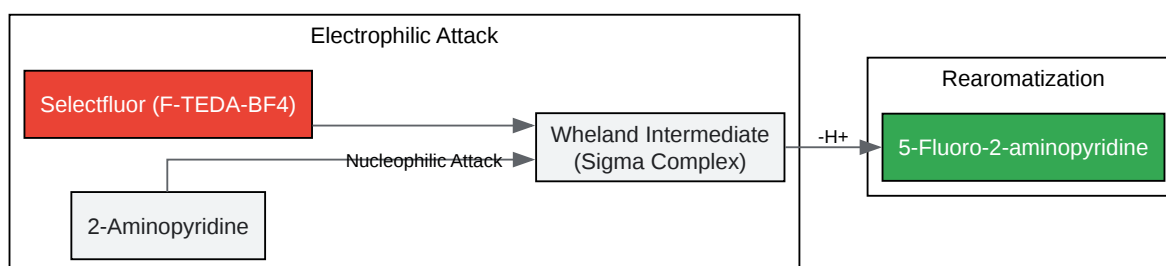 Electrophilic Attack
Selectfluor (F-TEDA-BF4)
Nucleophilic Attack
2-Aminopyridine
Wheland Intermediate
(Sigma Complex)
-H+
Rearomatization
5-Fluoro-2-aminopyridine